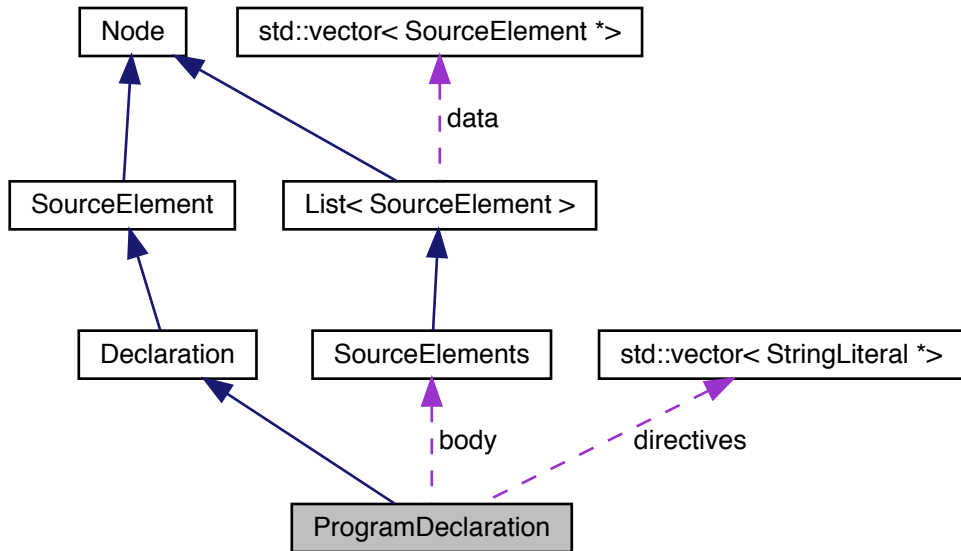 Node
std::vector< SourceElement *>
data
SourceElement
List< SourceElement >
Declaration
SourceElements
std::vector< StringLiteral *>
body
directives
ProgramDeclaration